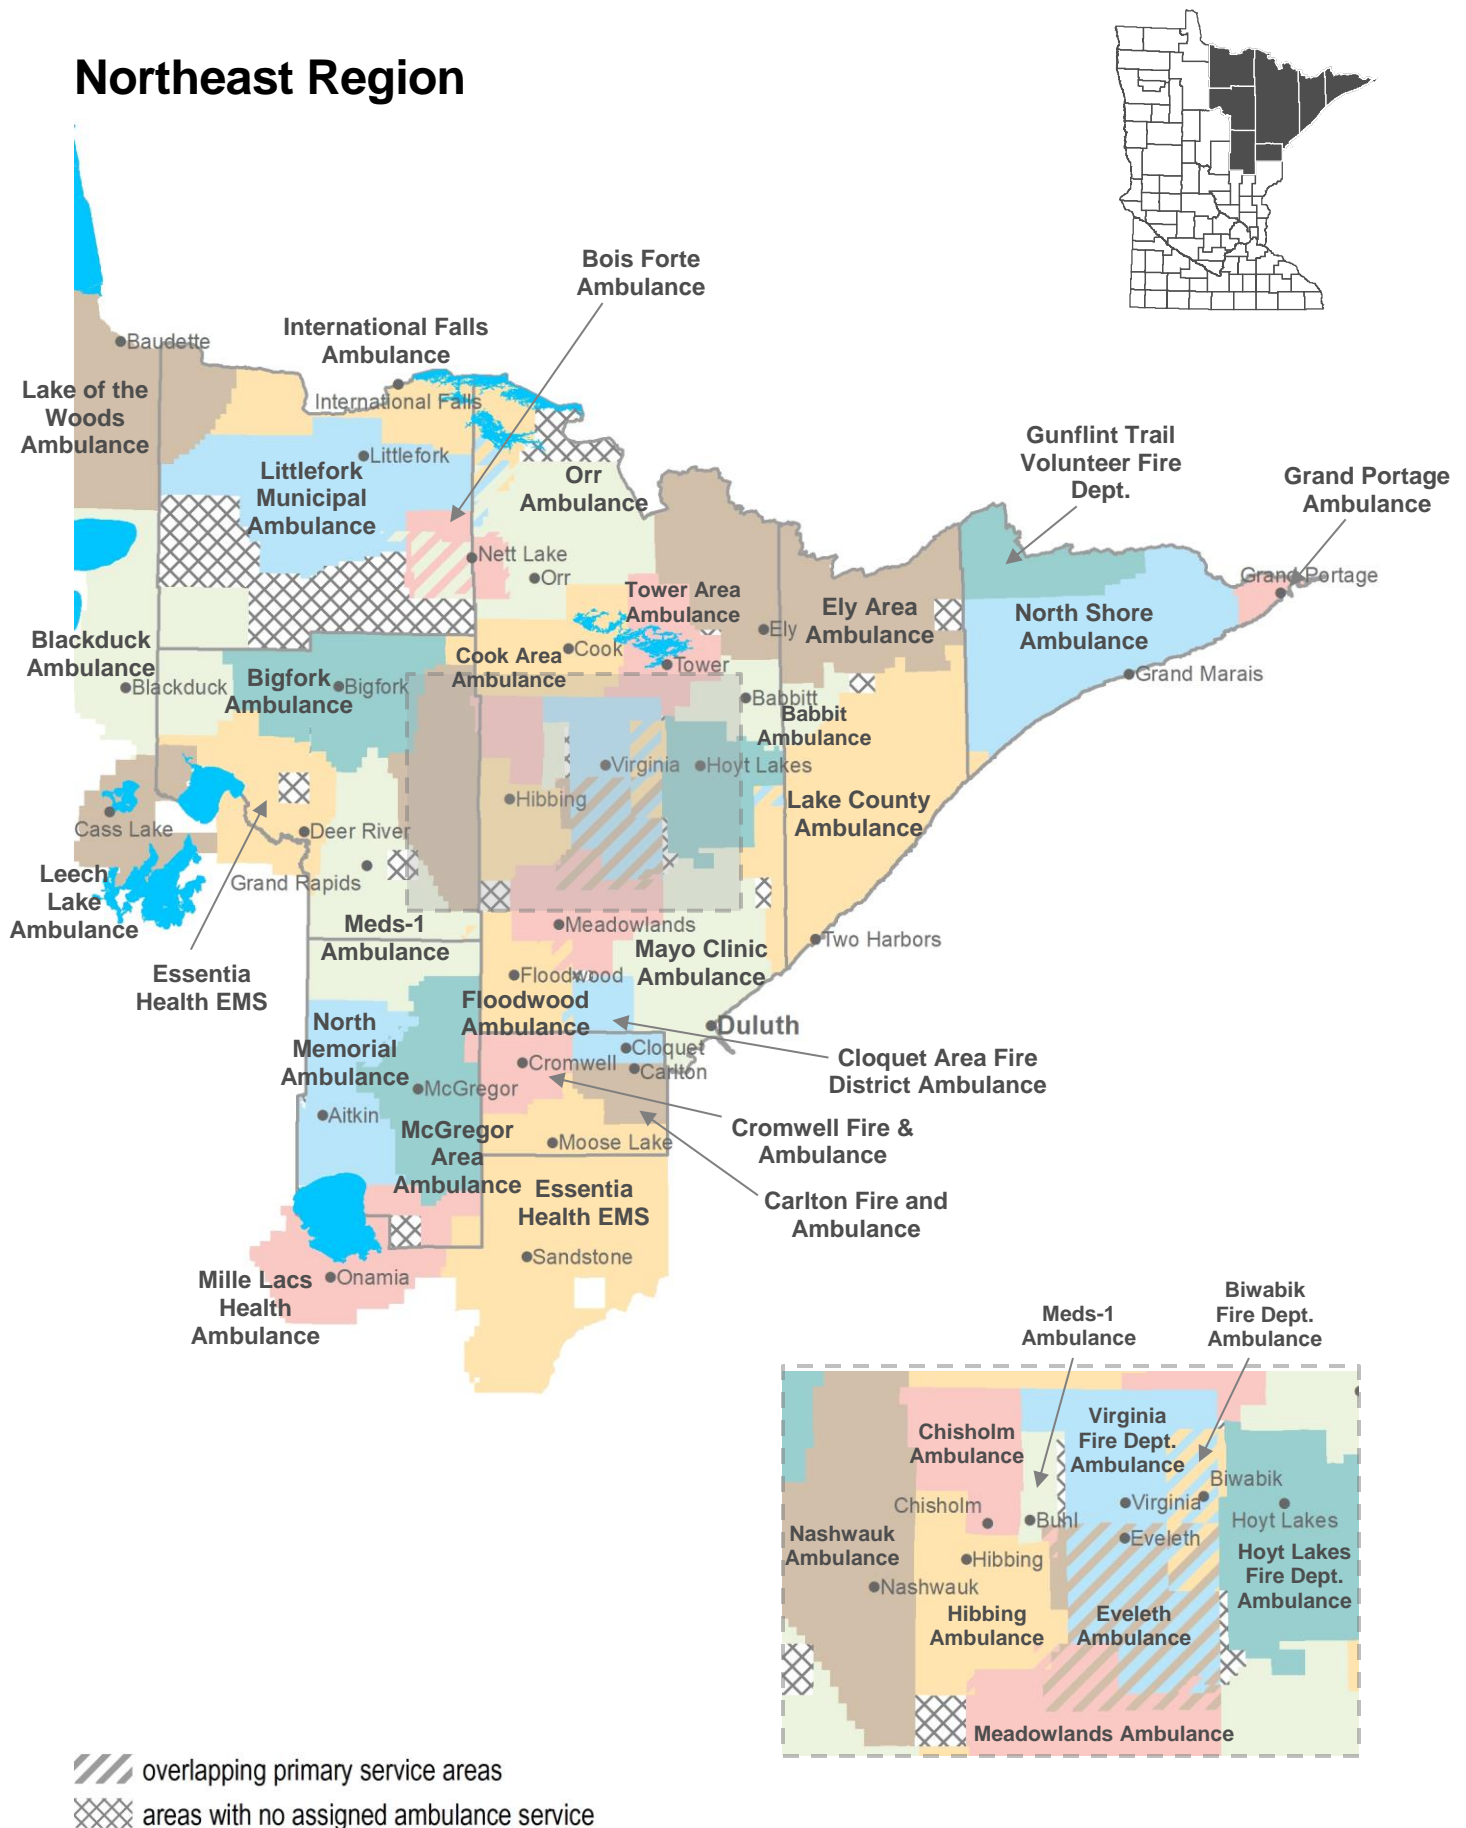 Northeast Region
Bois Forte
Ambulance
International Falls
Ambulance
Baudette
International Falls
Lake of the
Woods
Ambulance
Littlefork
Littlefork
Municipal
Ambulance
Orr
Ambulance
Gunflint Trail
Volunteer Fire
Dept.
Grand Portage
Ambulance
Nett Lake
Orr
Grand Portage
Tower Area
Ambulance
Ely Area
Ambulance
North Shore
Ambulance
Ely
Blackduck
Ambulance
Cook Area
Ambulance
Cook
Tower
Grand Marais
Blackduck
Bigfork
Ambulance
Bigfork
Babbitt
Babbit
Ambulance
Virginia
Hoyt Lakes
Hibbing
Lake County
Ambulance
Cass Lake
Deer River
Grand Rapids
Leech
Lake
Ambulance
Meds-1
Ambulance
Meadowlands
Mayo Clinic
Ambulance
Two Harbors
Essentia
Health EMS
Floodwood
Floodwood
Ambulance
North
Memorial
Ambulance
Duluth
Cloquet
Cromwell
Carlton
Cloquet Area Fire
District Ambulance
McGregor
Aitkin
McGregor
Area
Ambulance
Moose Lake
Cromwell Fire &
Ambulance
Essentia
Health EMS
Carlton Fire and
Ambulance
Sandstone
Onamia
Mille Lacs
Health
Ambulance
Meds-1
Ambulance
Biwabik
Fire Dept.
Ambulance
Chisholm
Ambulance
Virginia
Fire Dept.
Ambulance
Biwabik
Chisholm
Virginia
Buhl
Hoyt Lakes
Eveleth
Nashwauk
Ambulance
Hibbing
Hoyt Lakes
Fire Dept.
Ambulance
Nashwauk
Hibbing
Ambulance
Eveleth
Ambulance
Meadowlands Ambulance
overlapping primary service areas
areas with no assigned ambulance service